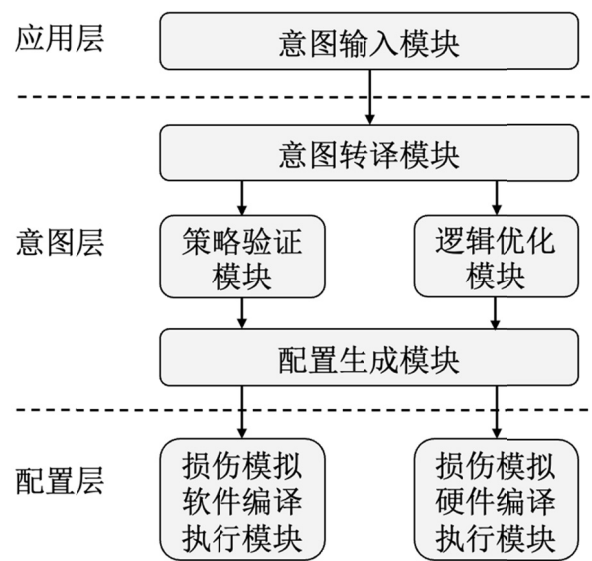 应用层
意图输入模块
意图转译模块
意图层
策略验证
模块
逻辑优化
模块
配置生成模块
配置层
损伤模拟
软件编译
执行模块
损伤模拟
硬件编译
执行模块